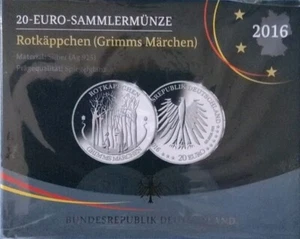 20-EURO-SAMMLERMÜNZE
2016
Rotkäppchen (Grimms Märchen)
ROTKÄPPCHEN
GRIMMS MÄRCHEN
BUNDESREPUBLIK DEUTSCHLAND
20 EURO
BUNDESREPUBLIK DEUTSCHLAND